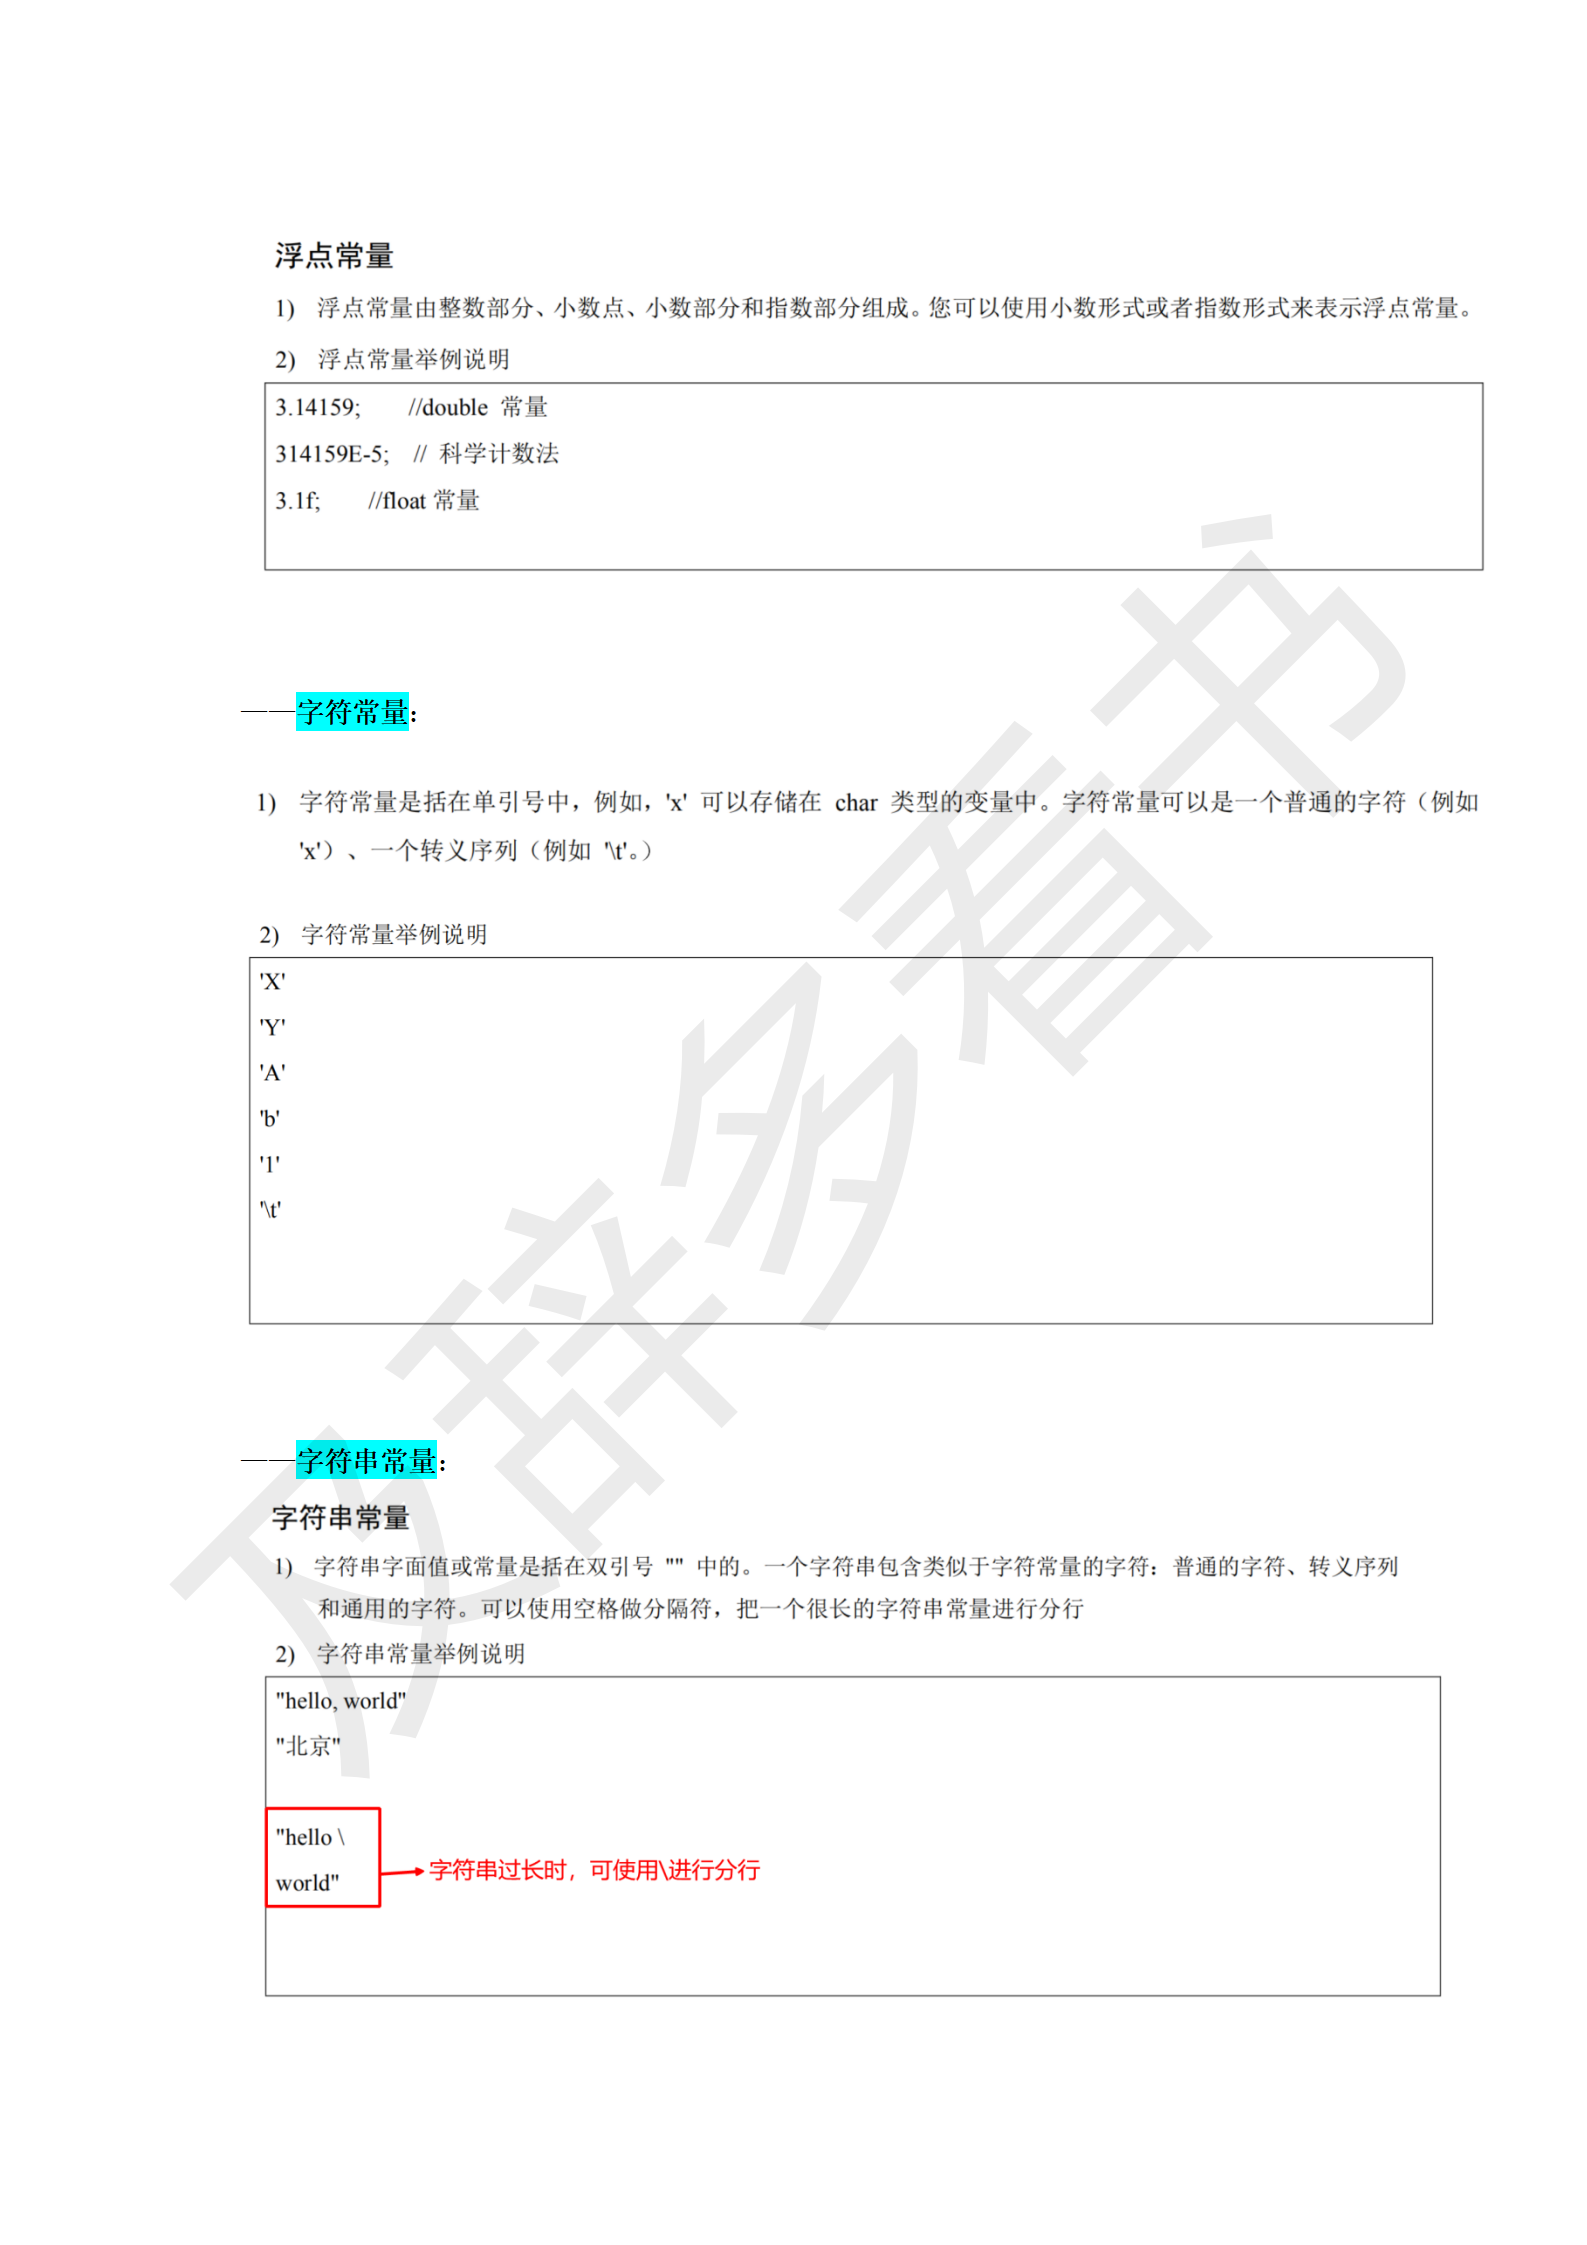 浮点常量
1) 浮点常量由整数部分、小数点、小数部分和指数部分组成。您可以使用小数形式或者指数形式来表示浮点常量。
2) 浮点常量举例说明
3.14159; //double 常量
314159E-5; // 科学计数法
3.1f; //float 常量
——字符常量：
1) 字符常量是括在单引号中，例如，'x' 可以存储在 char 类型的变量中。字符常量可以是一个普通的字符（例如
'x'）、一个转义序列（例如 '\t'。）
2) 字符常量举例说明
'X'
'Y'
'A'
'b'
'1'
'\t'
——字符串常量：
字符串常量
1) 字符串字面值或常量是括在双引号 "" 中的。一个字符串包含类似于字符常量的字符：普通的字符、转义序列
和通用的字符。可以使用空格做分隔符，把一个很长的字符串常量进行分行
2) 字符串常量举例说明
"hello, world"
"北京"
"hello \
world"
字符串过长时，可使用\进行分行
及辞多看书